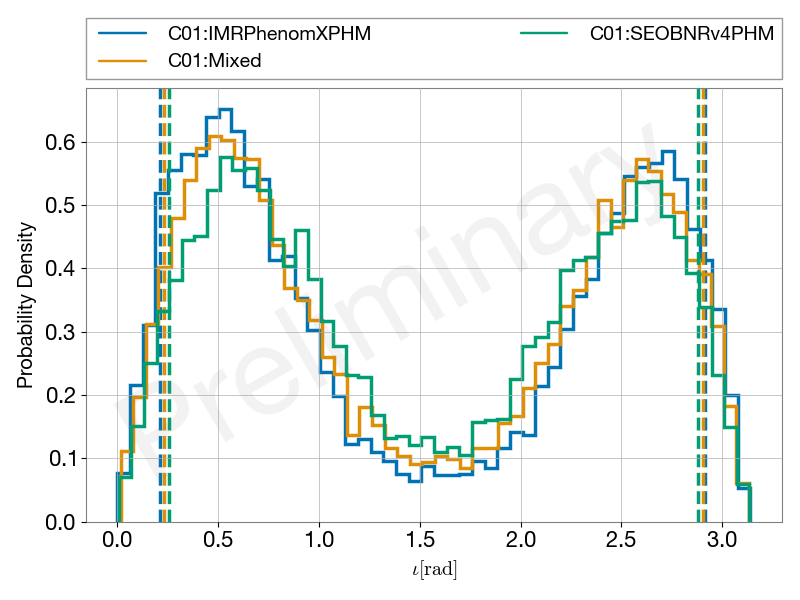 C01:IMRPhenomXPHM
C01:SEOBNRv4PHM
C01:Mixed
Preliminary
Probability Density
0.6
0.5
0.4
0.3
0.2
0.1
0.0
0.0 0.5 1.0 1.5 2.0 2.5 3.0
ι[rad]